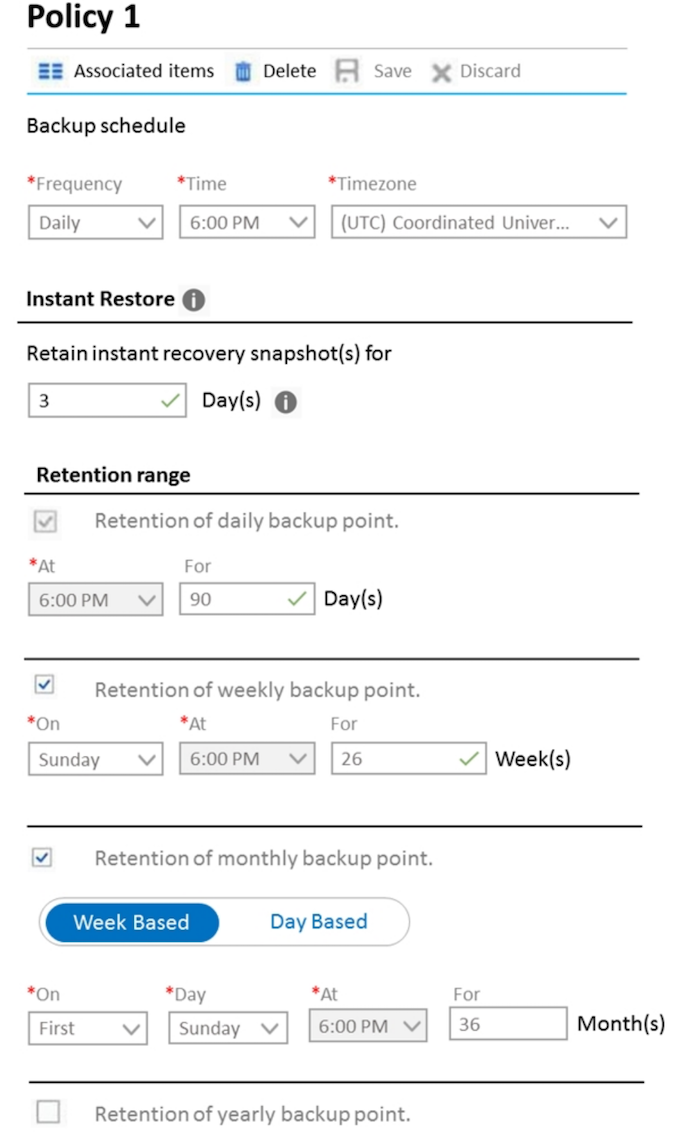 Policy 1
Associated items Delete Save Discard
Backup schedule
*Frequency *Time *Timezone
Daily 6:00 PM (UTC) Coordinated Univer...
Instant Restore i
Retain instant recovery snapshot(s) for
3 Day(s) i
Retention range
Retention of daily backup point.
*At For
6:00 PM 90 Day(s)
Retention of weekly backup point.
*On *At For
Sunday 6:00 PM 26 Week(s)
Retention of monthly backup point.
Week Based Day Based
*On *Day *At For
First Sunday 6:00 PM 36 Month(s)
Retention of yearly backup point.